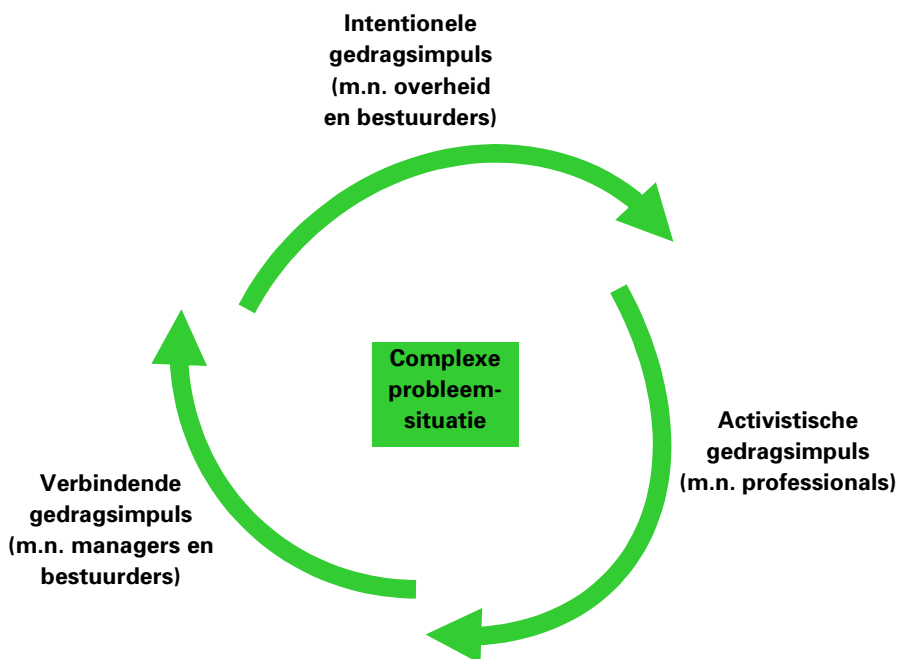 Intentionele
gedragsimpuls
(m.n. overheid
en bestuurders)
Complexe
probleem-
situatie
Activistische
gedragsimpuls
(m.n. professionals)
Verbindende
gedragsimpuls
(m.n. managers en
bestuurders)